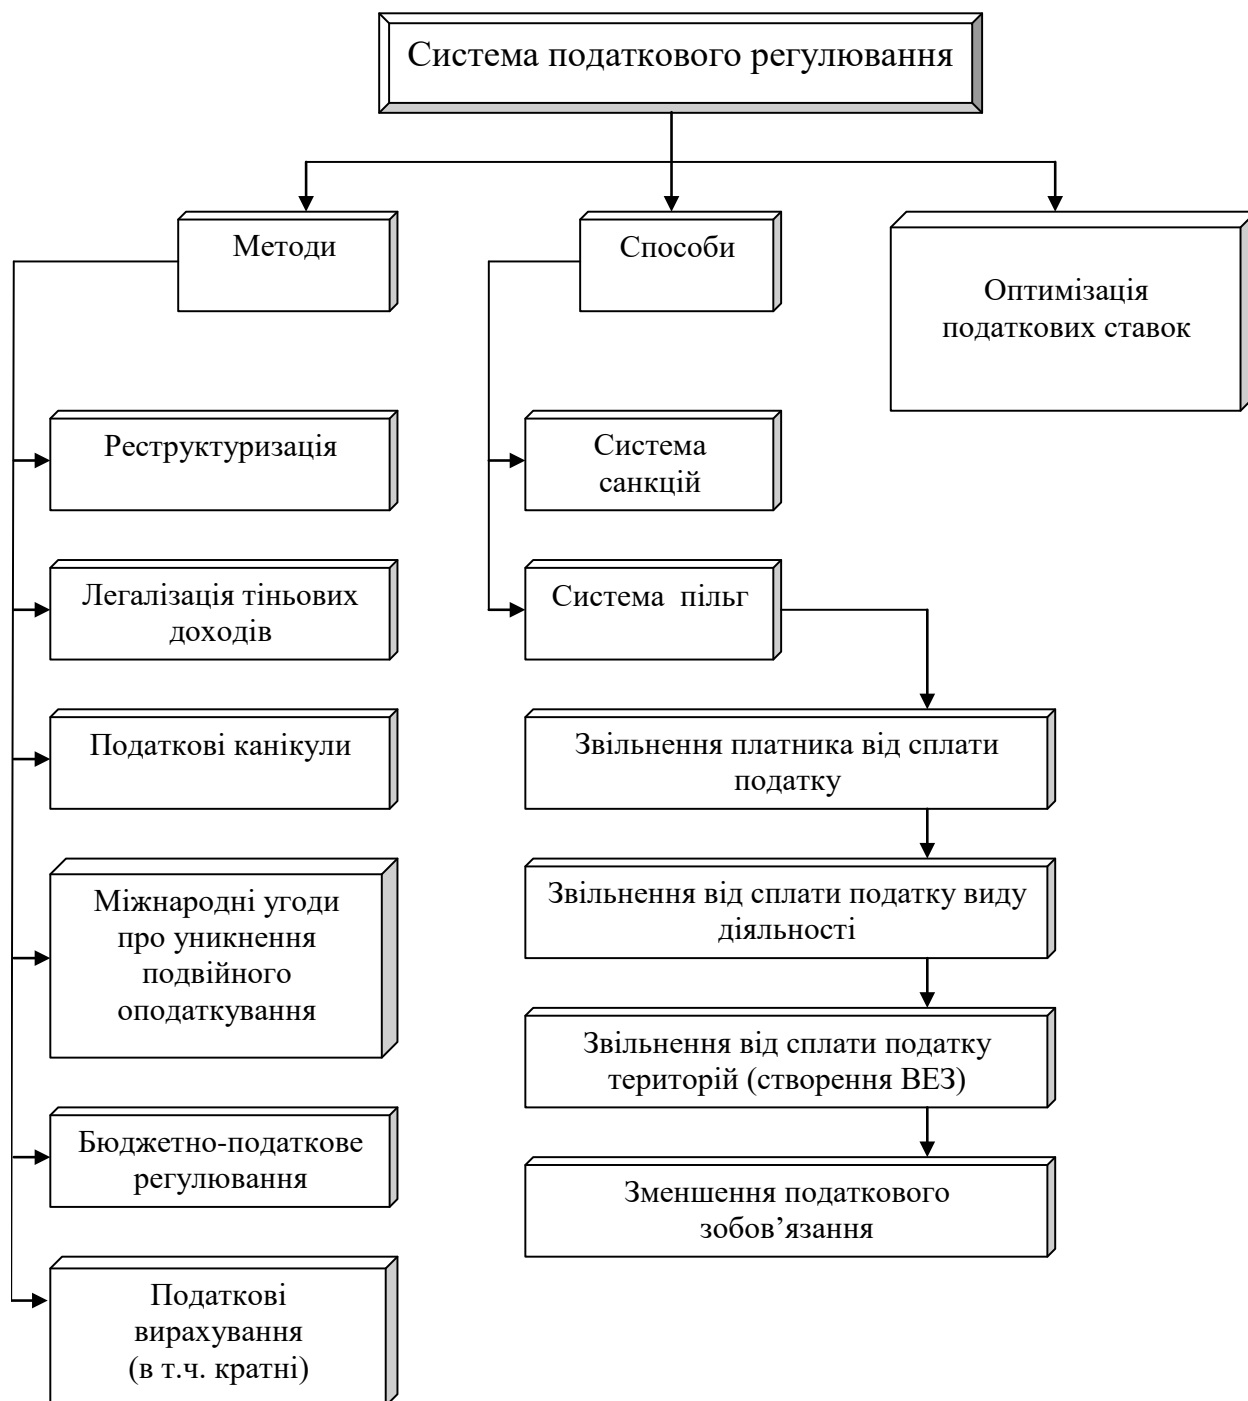 Система податкового регулювання
Методи
Способи
Оптимізація
податкових ставок
Реструктуризація
Легалізація тіньових
доходів
Податкові канікули
Міжнародні угоди
про уникнення
подвійного
оподаткування
Бюджетно-податкове
регулювання
Податкові
вирахування
(в т.ч. кратні)
Система
санкцій
Система пільг
Звільнення платника від сплати
податку
Звільнення від сплати податку виду
діяльності
Звільнення від сплати податку
територій (створення ВЕЗ)
Зменшення податкового
зобов’язання